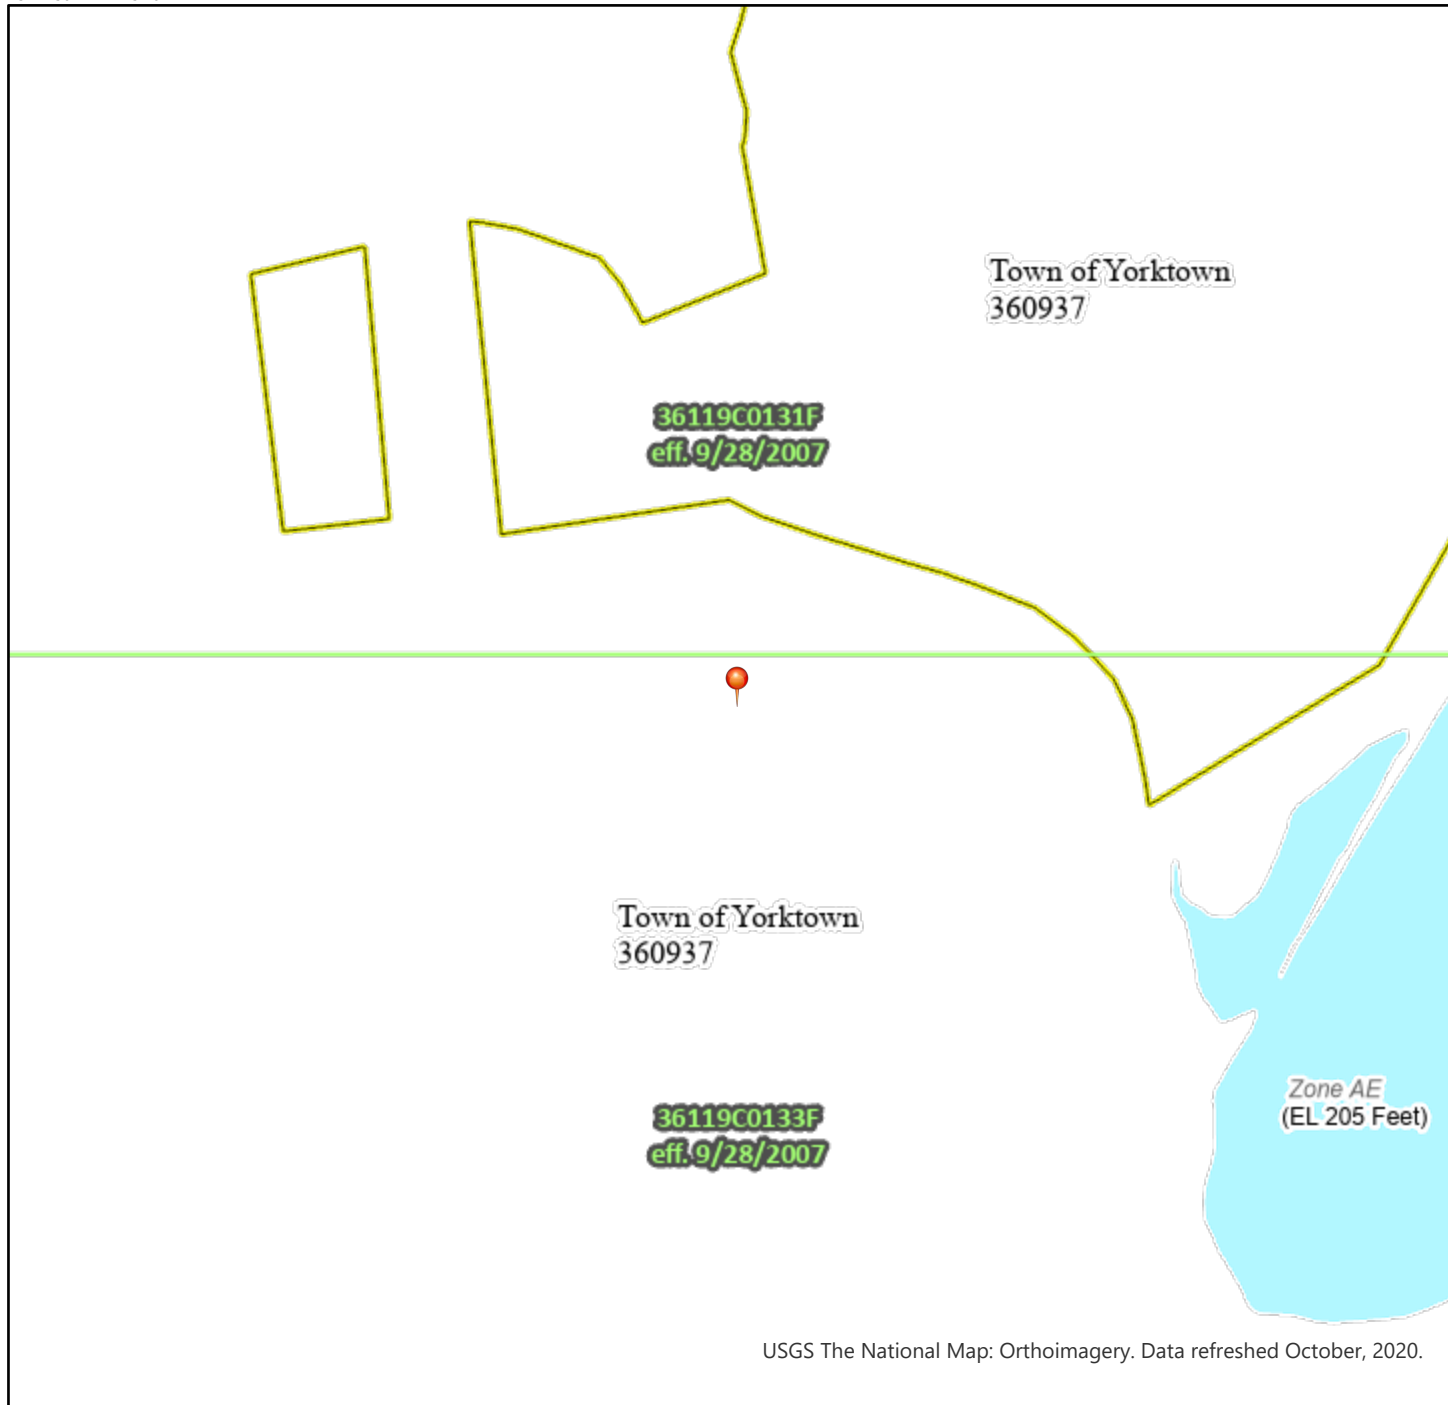 Town of Yorktown
360937
36119C0131F
eff. 9/28/2007
Town of Yorktown
360937
36119C0133F
eff. 9/28/2007
Zone AE
(EL 205 Feet)
USGS The National Map: Orthoimagery. Data refreshed October, 2020.